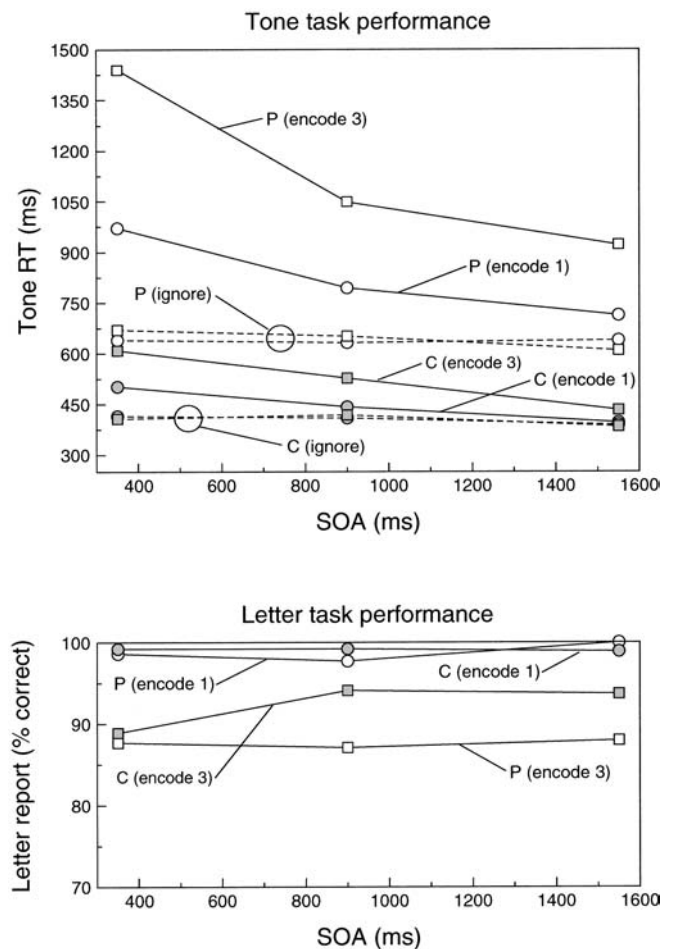 Tone task performance
1500
1350
1200
1050
900
750
600
450
300
Tone RT (ms)
P (encode 3)
P (encode 1)
P (ignore)
C (encode 3)
C (encode 1)
C (ignore)
400 600 800 1000 1200 1400 1600
SOA (ms)
Letter task performance
100
90
80
70
Letter report (% correct)
P (encode 1)
C (encode 1)
C (encode 3)
P (encode 3)
400 600 800 1000 1200 1400 1600
SOA (ms)